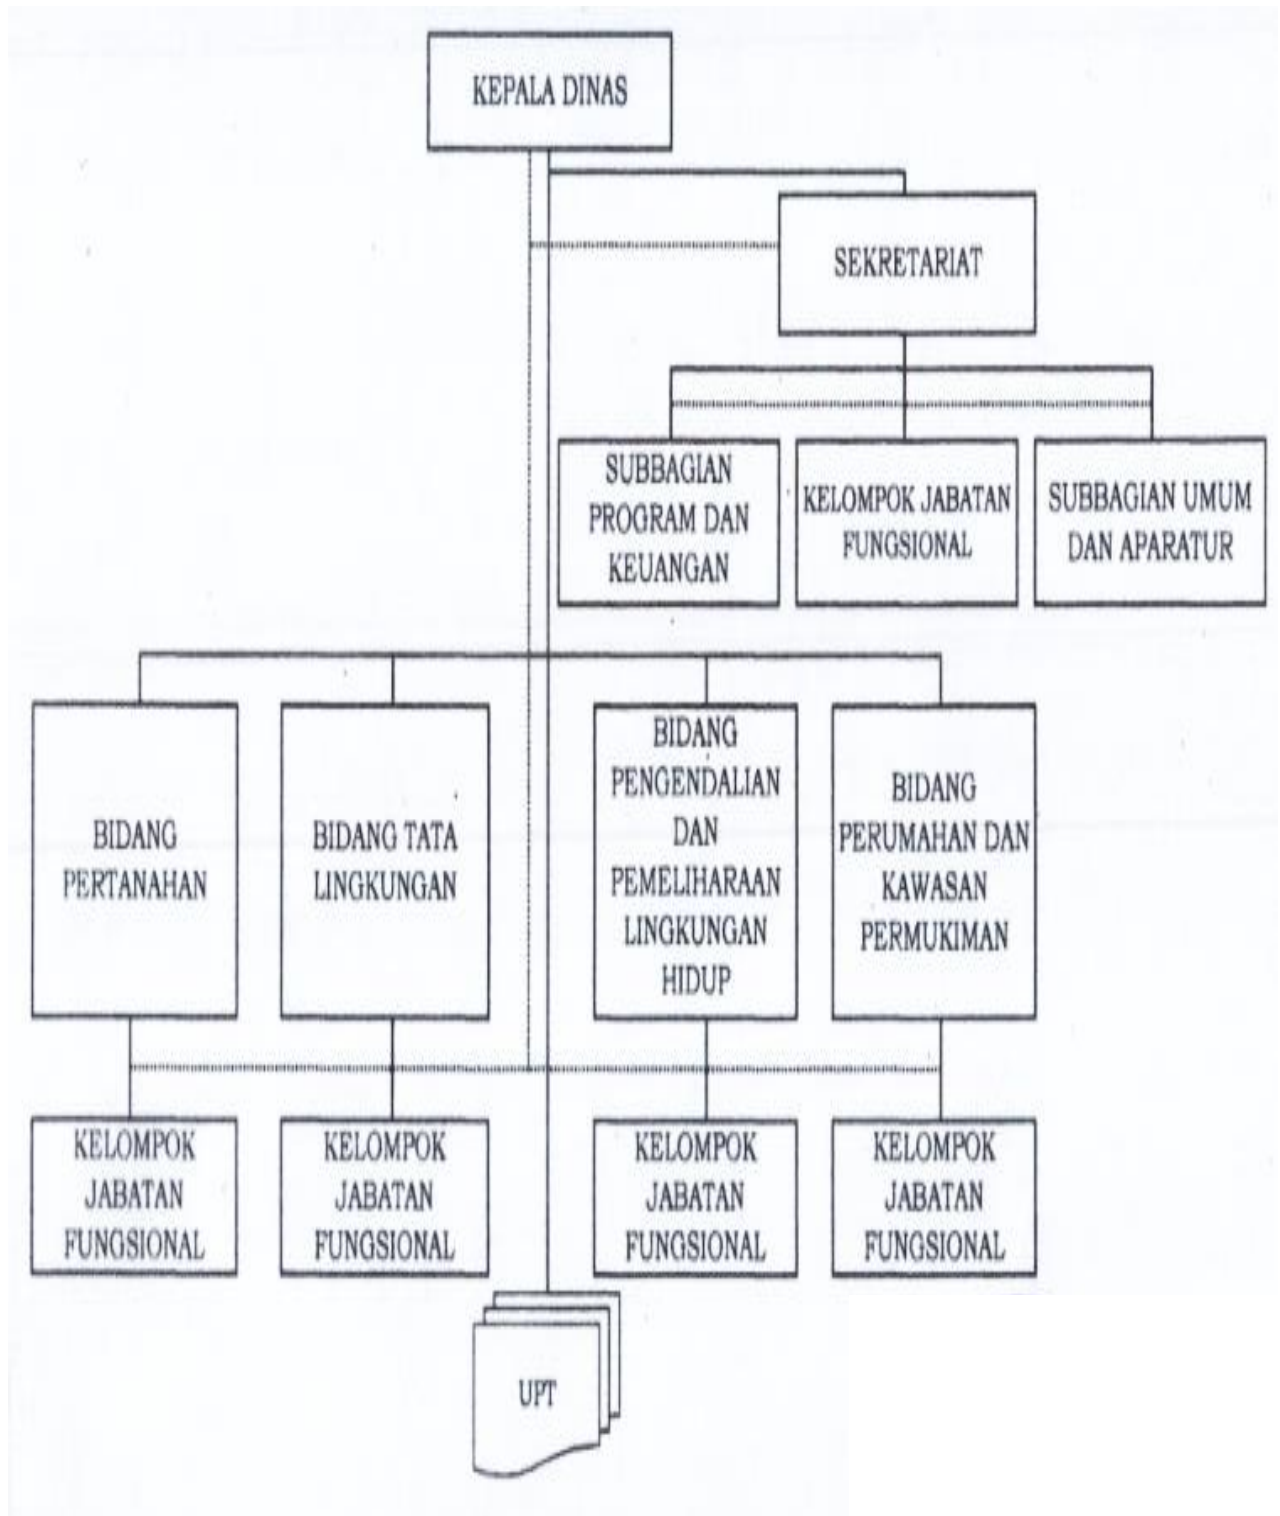 KEPALA DINAS
SEKRETARIAT
SUBBAGIAN
PROGRAM DAN
KEUANGAN
KELOMPOK JABATAN
FUNGSIONAL
SUBBAGIAN UMUM
DAN APARATUR
BIDANG
PERTANAHAN
BIDANG TATA
LINGKUNGAN
BIDANG
PENGENDALIAN
DAN
PEMELIHARAAN
LINGKUNGAN
HIDUP
BIDANG
PERUMAHAN DAN
KAWASAN
PERMUKIMAN
KELOMPOK
JABATAN
FUNGSIONAL
KELOMPOK
JABATAN
FUNGSIONAL
KELOMPOK
JABATAN
FUNGSIONAL
KELOMPOK
JABATAN
FUNGSIONAL
UPT